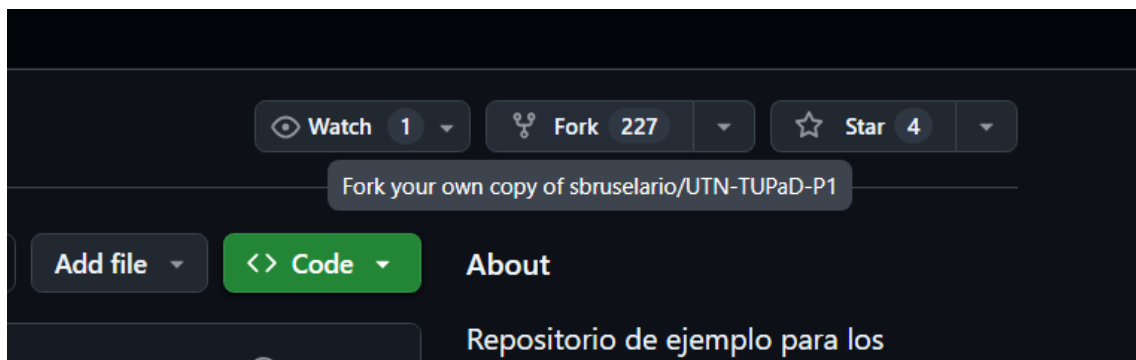 Watch 1 Fork 227 Star 4
Fork your own copy of sbruselario/UTN-TUPaD-P1
Add file <> Code About
Repositorio de ejemplo para los